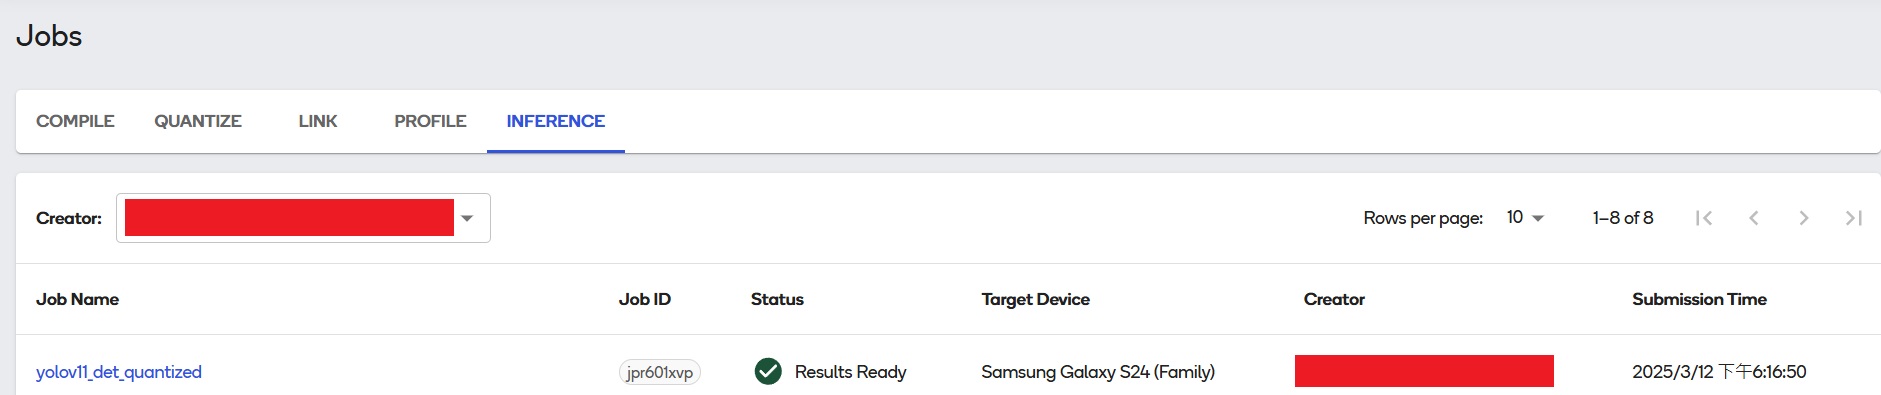 Jobs
COMPILE QUANTIZE LINK PROFILE INFERENCE
Creator: Rows per page: 10 1–8 of 8
Job Name Job ID Status Target Device Creator Submission Time
yolov11_det_quantized jpr601xvp Results Ready Samsung Galaxy S24 (Family) 2025/3/12 下午6:16:50